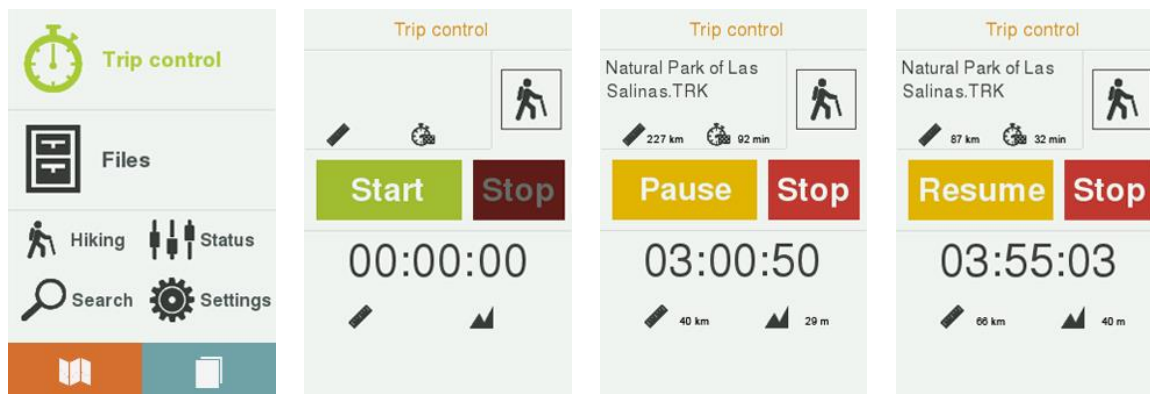 Trip control
Files
Hiking
Status
Search
Settings
Trip control
Start
Stop
00:00:00
Trip control
Natural Park of Las
Salinas.TRK
227 km
92 min
Pause
Stop
03:00:50
40 km
29 m
Trip control
Natural Park of Las
Salinas.TRK
87 km
32 min
Resume
Stop
03:55:03
66 km
40 m